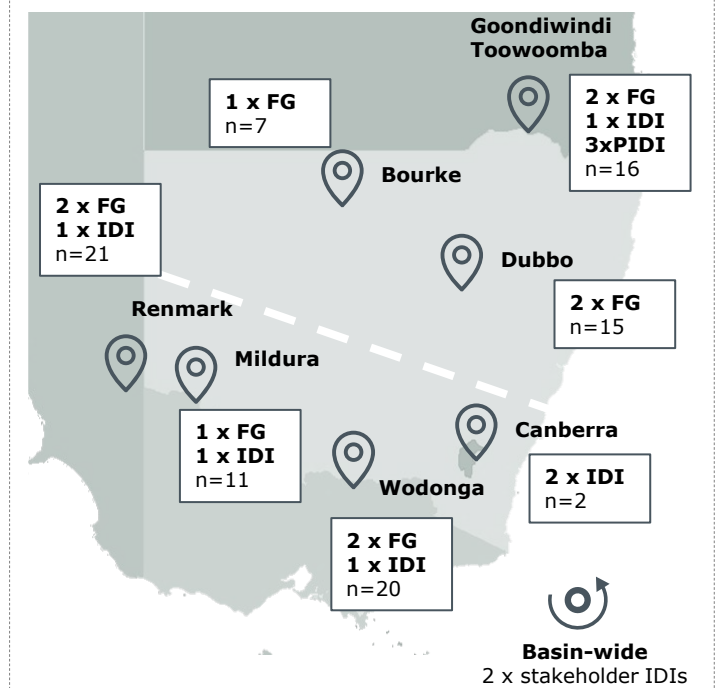 Goondiwindi
Toowoomba
2 x FG
1 x IDI
3xPIDI
n=16
1 x FG
n=7
Bourke
2 x FG
1 x IDI
n=21
Dubbo
2 x FG
n=15
Renmark
Mildura
1 x FG
1 x IDI
n=11
Canberra
2 x IDI
n=2
Wodonga
2 x FG
1 x IDI
n=20
Basin-wide
2 x stakeholder IDIs